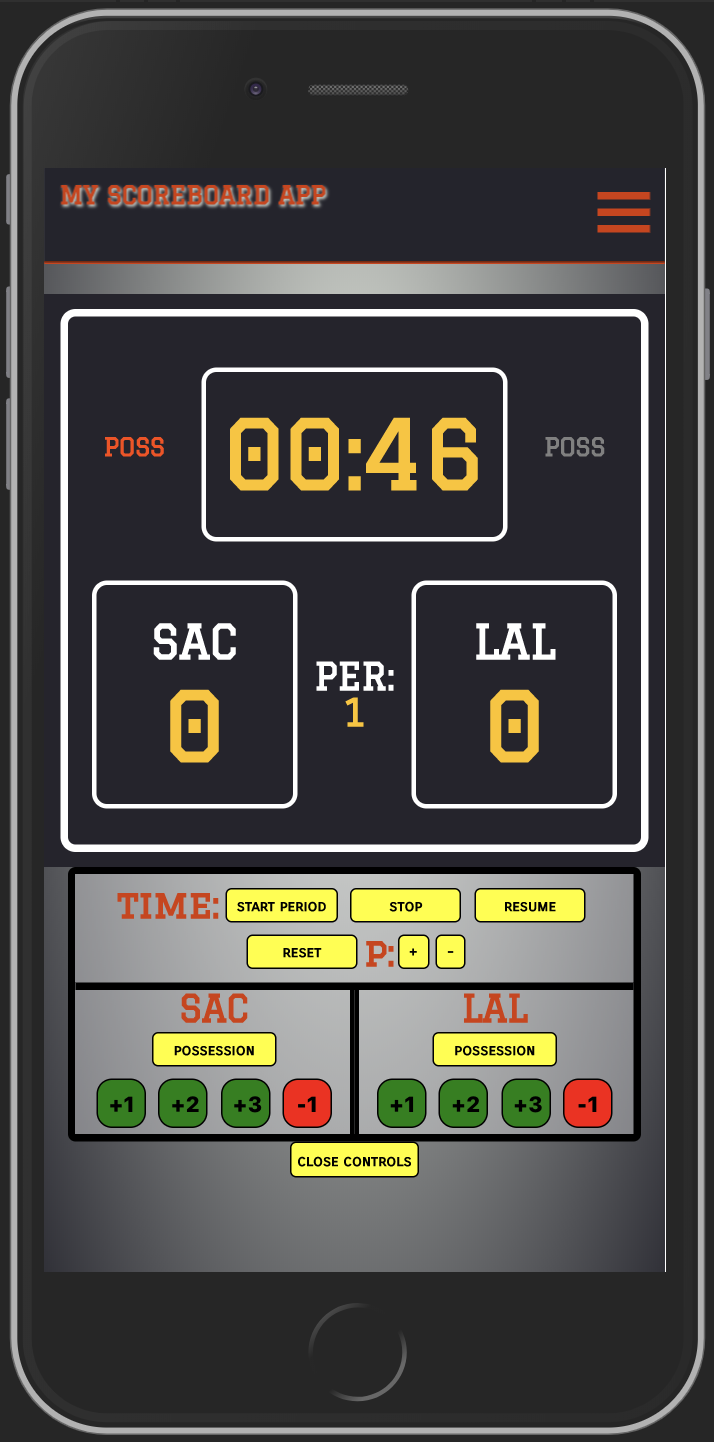 MY SCOREBOARD APP
POSS 00:46 POSS
SAC LAL
PER:
0 1 0
TIME: START PERIOD STOP RESUME
RESET P: + -
SAC LAL
POSSESSION POSSESSION
+1 +2 +3 -1 +1 +2 +3 -1
CLOSE CONTROLS